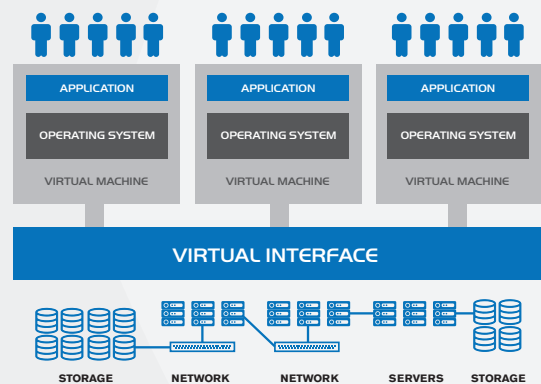 APPLICATION
OPERATING SYSTEM
VIRTUAL MACHINE
APPLICATION
OPERATING SYSTEM
VIRTUAL MACHINE
APPLICATION
OPERATING SYSTEM
VIRTUAL MACHINE
VIRTUAL INTERFACE
STORAGE NETWORK NETWORK SERVERS STORAGE